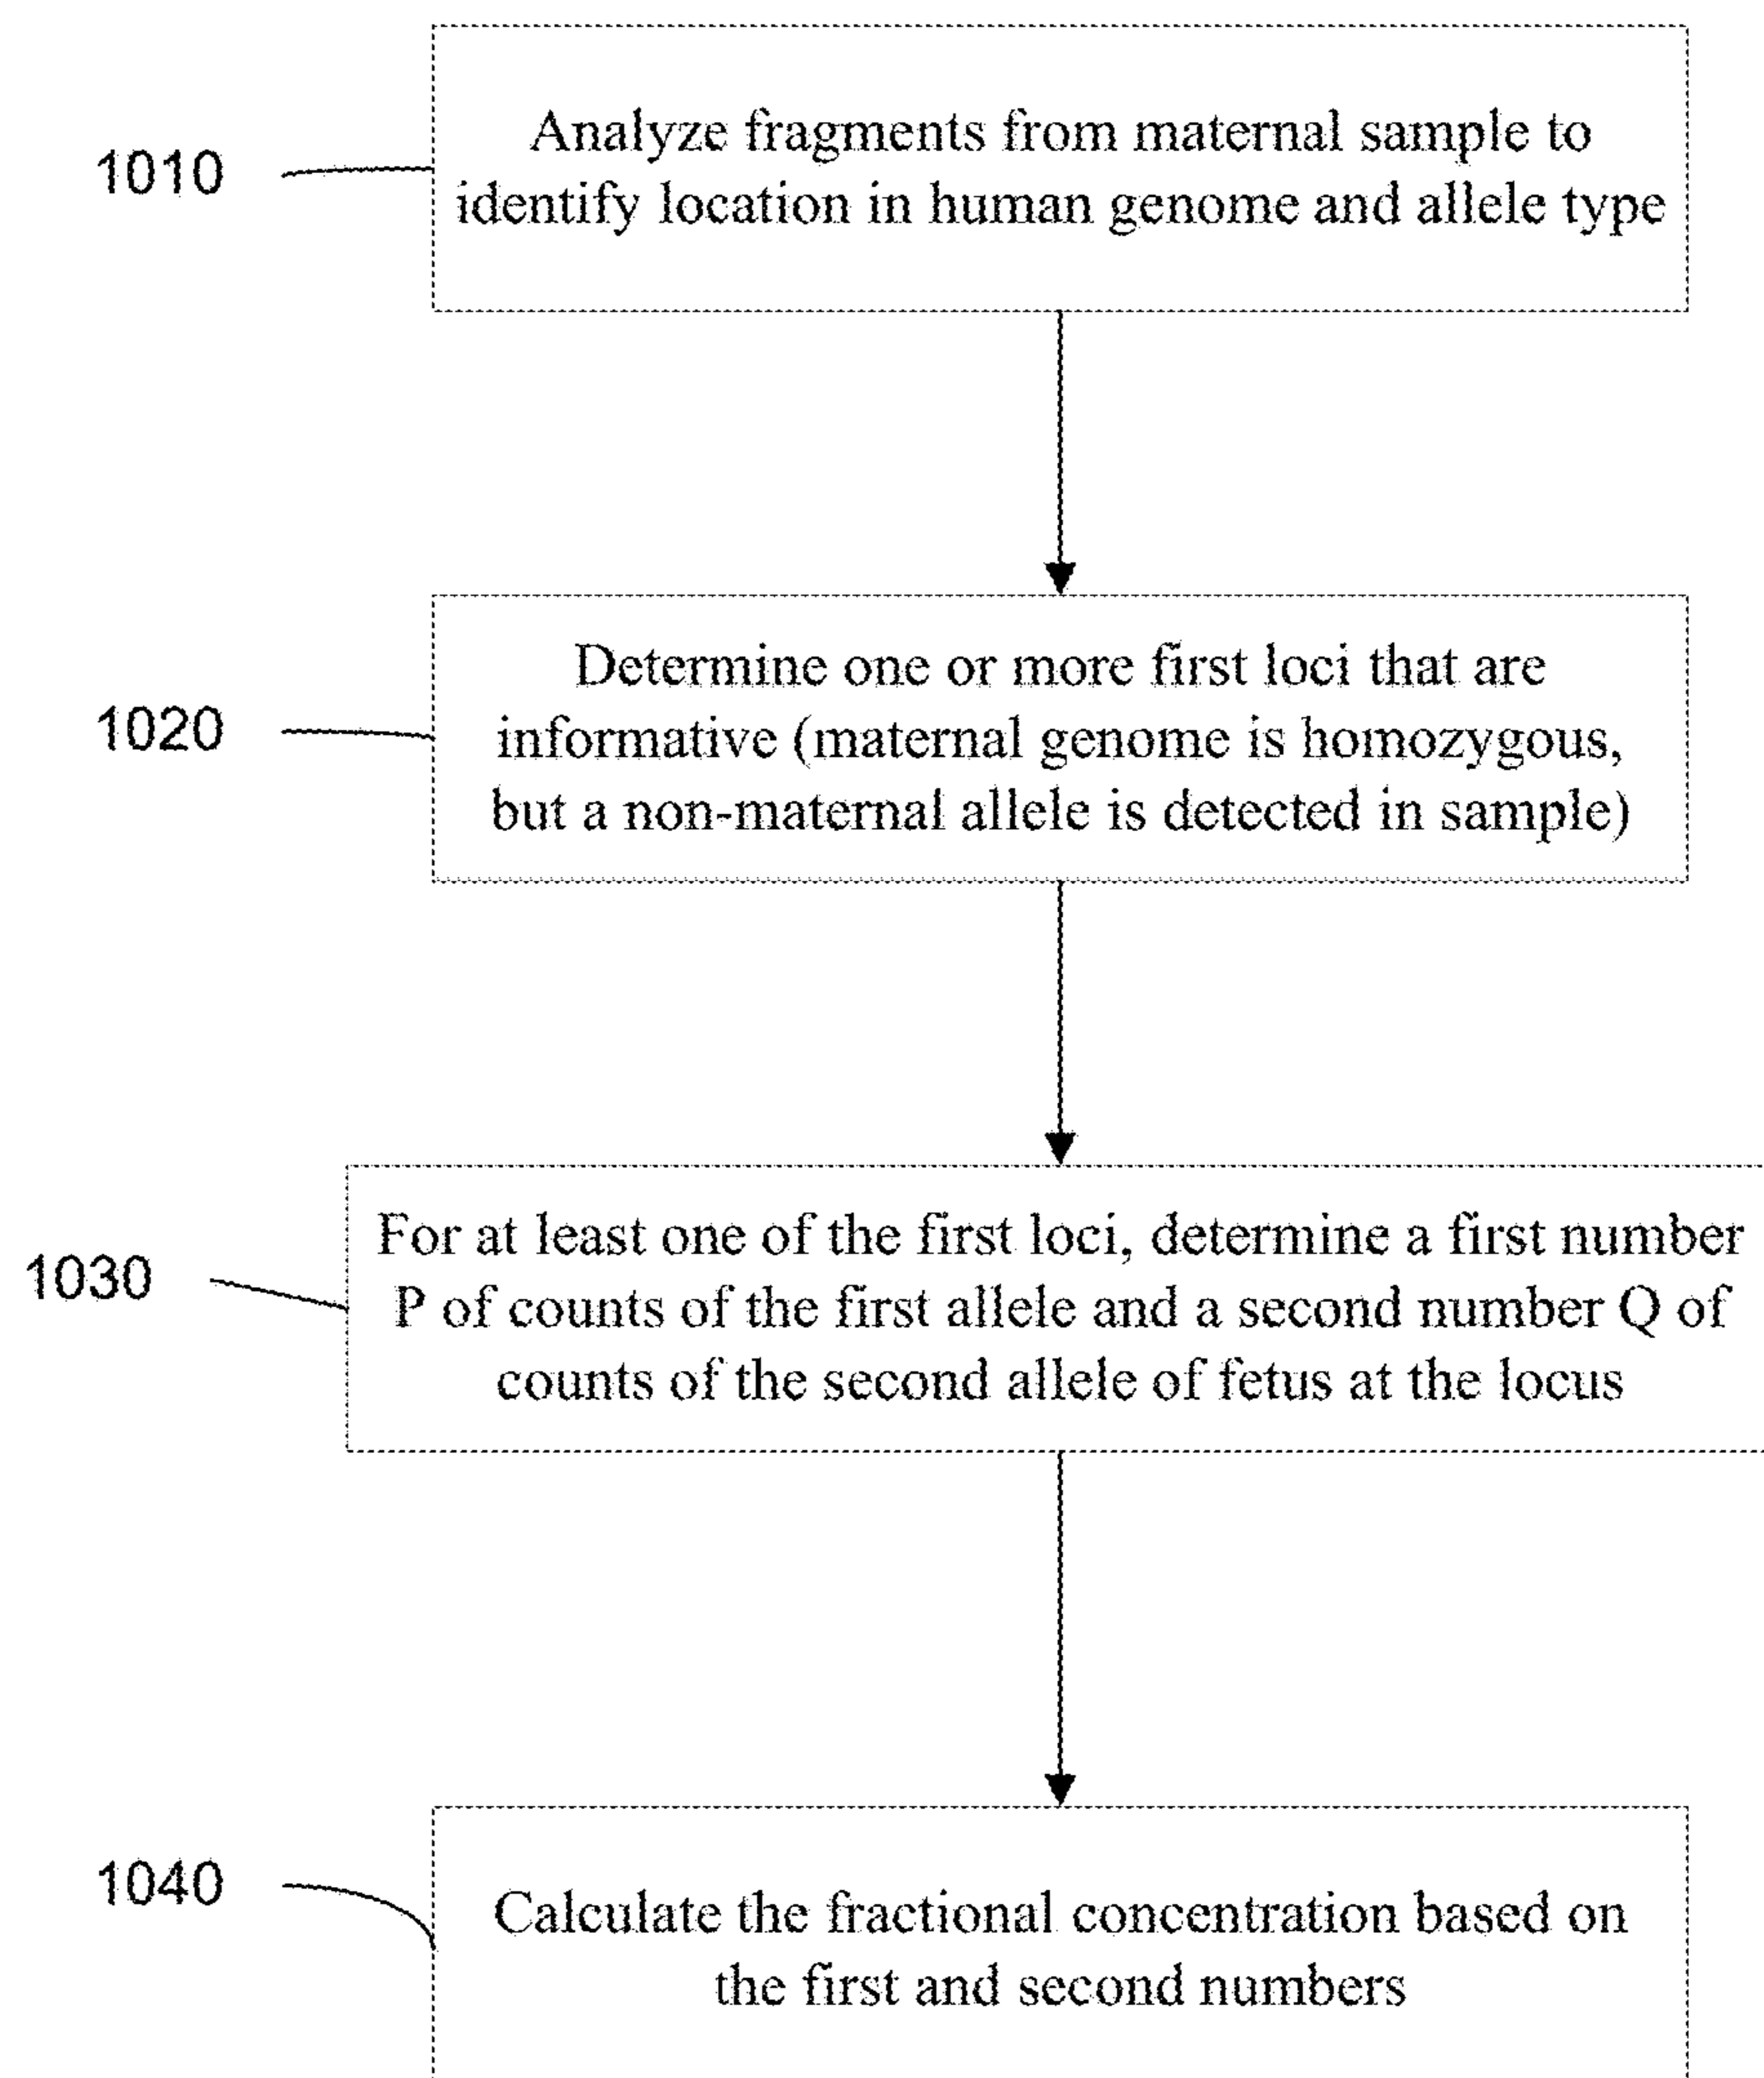 1010
Analyze fragments from maternal sample to
identify location in human genome and allele type
1020
Determine one or more first loci that are
informative (maternal genome is homozygous,
but a non-maternal allele is detected in sample)
1030
For at least one of the first loci, determine a first number
P of counts of the first allele and a second number Q of
counts of the second allele of fetus at the locus
1040
Calculate the fractional concentration based on
the first and second numbers